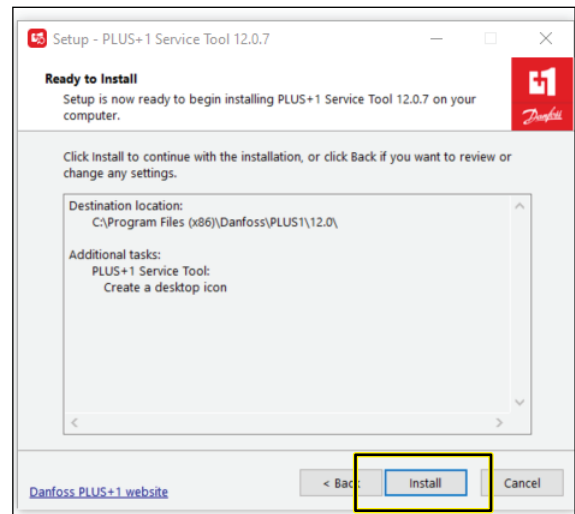 Setup - PLUS+1 Service Tool 12.0.7
Ready to Install
Setup is now ready to begin installing PLUS+1 Service Tool 12.0.7 on your
computer.
Danfoss
Click Install to continue with the installation, or click Back if you want to review or
change any settings.
Destination location:
C:\Program Files (x86)\Danfoss\PLUS1\12.0\
Additional tasks:
PLUS+1 Service Tool:
Create a desktop icon
Danfoss PLUS+1 website
< Back
Install
Cancel